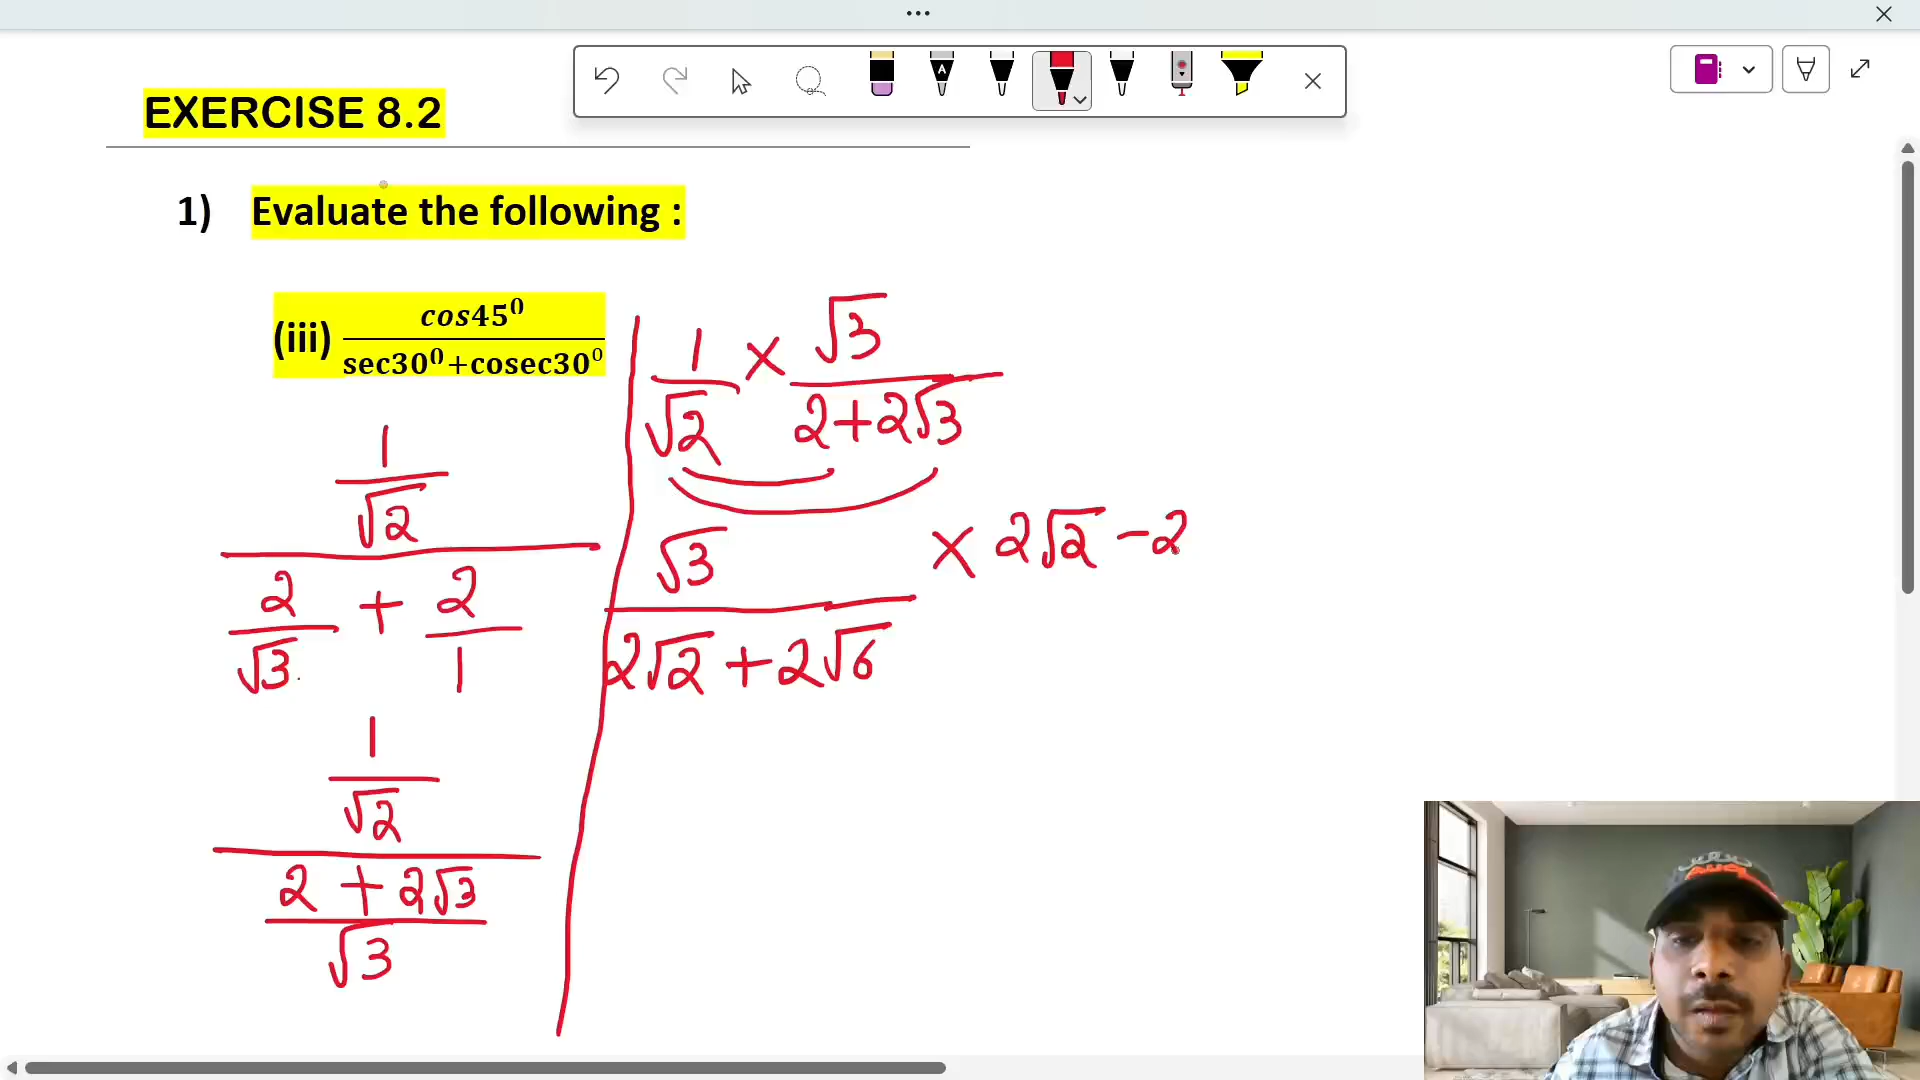 EXERCISE 8.2
1) Evaluate the following :
(iii) cos45⁰ / sec30⁰+cosec30⁰
1/√2
2/√3 + 2/1
1/√2
2 + 2√3
√3
1/√2 × √3/(2+2√3)
√3 × 2√2 - 2
2√2 + 2√6